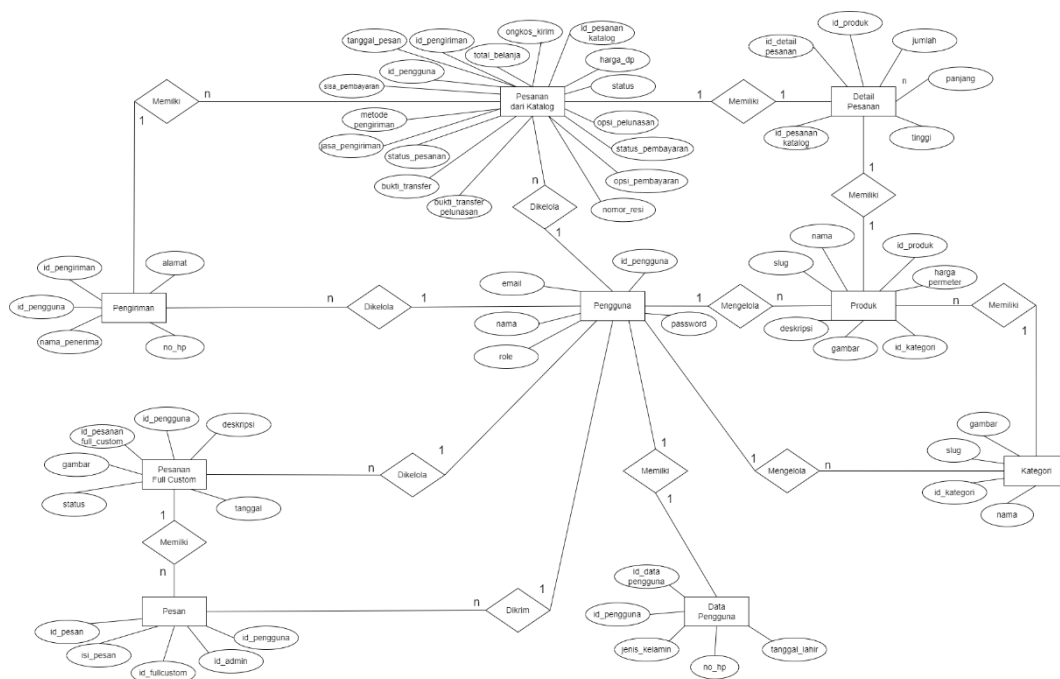 ongkos_kirim
id_pesanan
katalog
tanggal_pesan
id_pengiriman
total_belanja
harga_dp
id_pengguna
status
sisa_pembayaran
Pesanan
dari Katalog
metode
pengiriman
opsi_pelunasan
jasa_pengiriman
status_pesanan
status_pembayaran
bukti_transfer
opsi_pembayaran
bukti_transfer
pelunasan
nomor_resi
Memiliki
n
1
1
Memiliki
1
id_produk
id_detail
pesanan
jumlah
n
panjang
Detail
Pesanan
id_pesanan
katalog
tinggi
1
Memiliki
1
n
Dikelola
1
id_pengiriman
alamat
id_pengguna
Pengiriman
nama_penerima
no_hp
n
Dikelola
1
id_pengguna
email
Pengguna
nama
password
role
1
Mengelola
n
nama
id_produk
slug
harga
permeter
Produk
deskripsi
gambar
id_kategori
n
Memiliki
1
id_pengguna
id_pesanan
full_custom
deskripsi
gambar
Pesanan
Full Custom
status
tanggal
n
Dikelola
1
1
Memilki
n
1
Memilki
1
1
Mengelola
n
gambar
slug
Kategori
id_kategori
nama
Pesan
id_pesan
isi_pesan
id_fullcustom
id_admin
id_pengguna
n
Dikrim
1
id_data
pengguna
id_pengguna
Data
Pengguna
jenis_kelamin
no_hp
tanggal_lahir